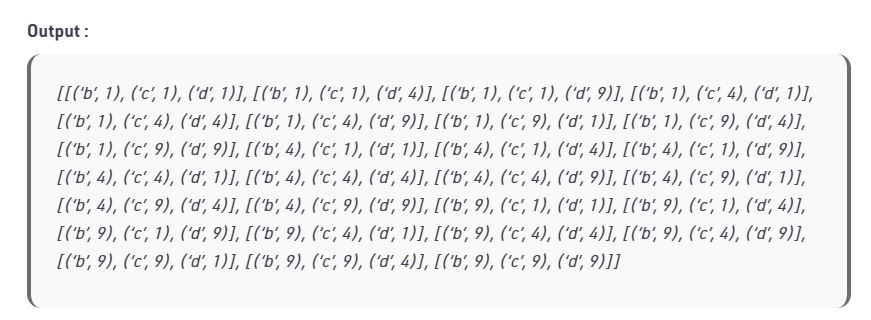 Output :
[[(‘b’, 1), (‘c’, 1), (‘d’, 1)], [(‘b’, 1), (‘c’, 1), (‘d’, 4)], [(‘b’, 1), (‘c’, 1), (‘d’, 9)], [(‘b’, 1), (‘c’, 4), (‘d’, 1)],
[(‘b’, 1), (‘c’, 4), (‘d’, 4)], [(‘b’, 1), (‘c’, 4), (‘d’, 9)], [(‘b’, 1), (‘c’, 9), (‘d’, 1)], [(‘b’, 1), (‘c’, 9), (‘d’, 4)],
[(‘b’, 1), (‘c’, 9), (‘d’, 9)], [(‘b’, 4), (‘c’, 1), (‘d’, 1)], [(‘b’, 4), (‘c’, 1), (‘d’, 4)], [(‘b’, 4), (‘c’, 1), (‘d’, 9)],
[(‘b’, 4), (‘c’, 4), (‘d’, 1)], [(‘b’, 4), (‘c’, 4), (‘d’, 4)], [(‘b’, 4), (‘c’, 4), (‘d’, 9)], [(‘b’, 4), (‘c’, 9), (‘d’, 1)],
[(‘b’, 4), (‘c’, 9), (‘d’, 4)], [(‘b’, 4), (‘c’, 9), (‘d’, 9)], [(‘b’, 9), (‘c’, 1), (‘d’, 1)], [(‘b’, 9), (‘c’, 1), (‘d’, 4)],
[(‘b’, 9), (‘c’, 1), (‘d’, 9)], [(‘b’, 9), (‘c’, 4), (‘d’, 1)], [(‘b’, 9), (‘c’, 4), (‘d’, 4)], [(‘b’, 9), (‘c’, 4), (‘d’, 9)],
[(‘b’, 9), (‘c’, 9), (‘d’, 1)], [(‘b’, 9), (‘c’, 9), (‘d’, 4)], [(‘b’, 9), (‘c’, 9), (‘d’, 9)]]